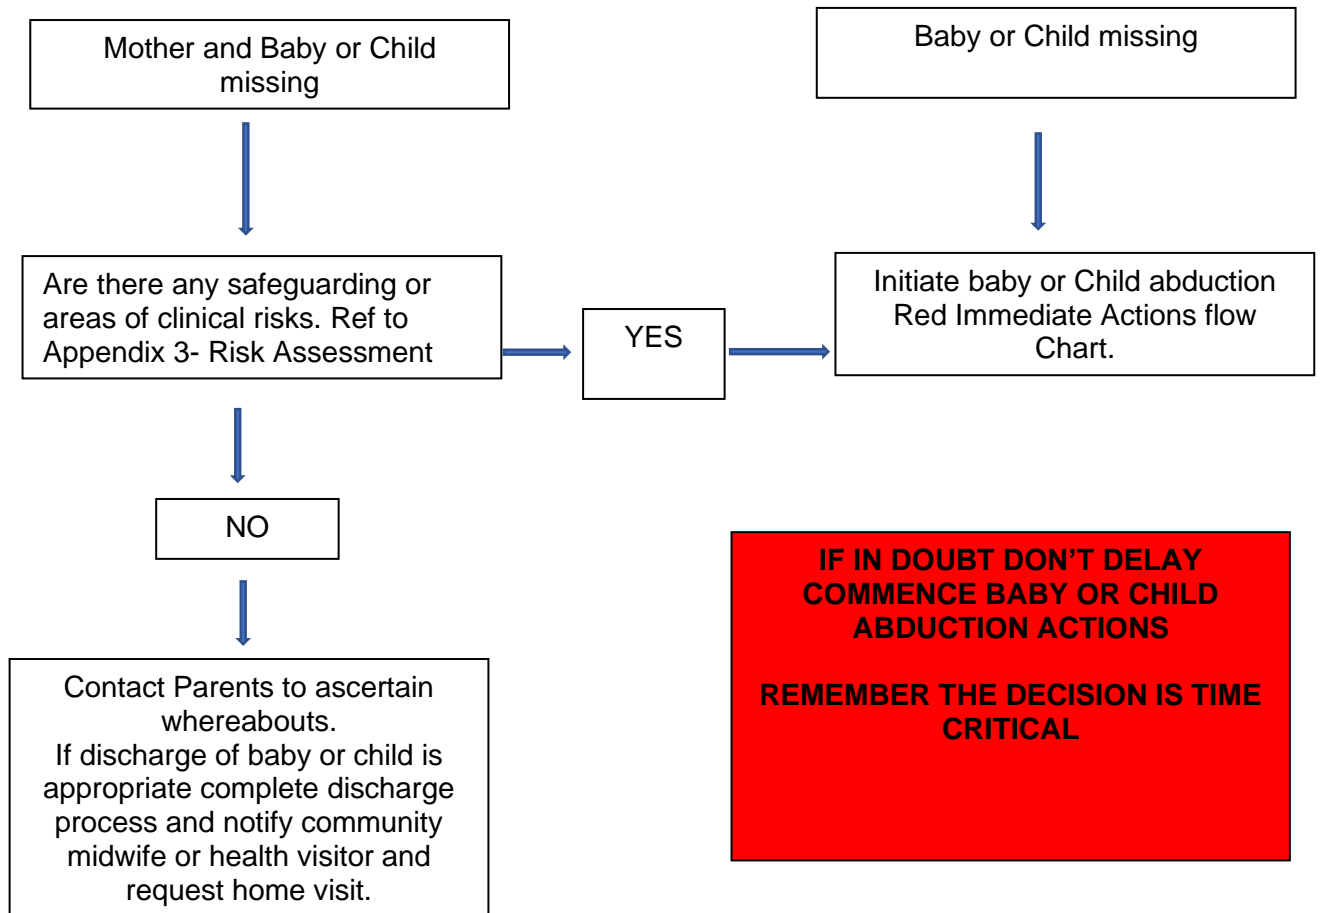 Mother and Baby or Child
missing
Baby or Child missing
Are there any safeguarding or
areas of clinical risks. Ref to
Appendix 3- Risk Assessment
YES
Initiate baby or Child abduction
Red Immediate Actions flow
Chart.
NO
Contact Parents to ascertain
whereabouts.
If discharge of baby or child is
appropriate complete discharge
process and notify community
midwife or health visitor and
request home visit.
IF IN DOUBT DON’T DELAY
COMMENCE BABY OR CHILD
ABDUCTION ACTIONS
REMEMBER THE DECISION IS TIME
CRITICAL